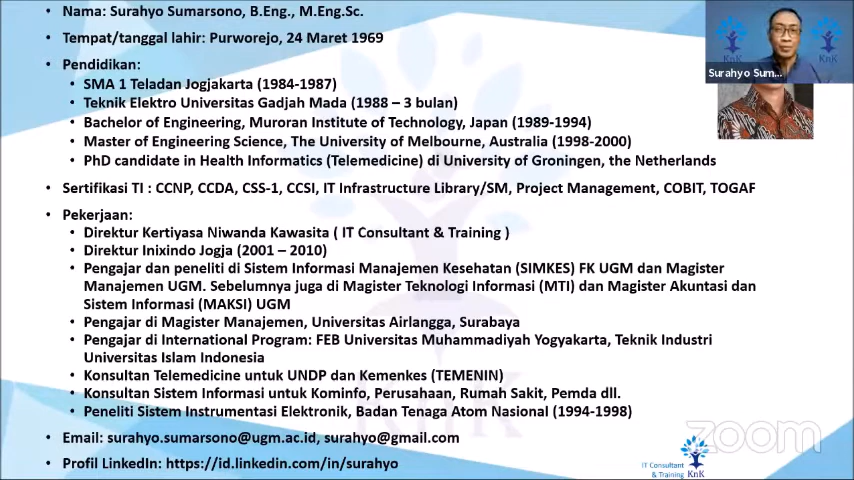 Nama: Surahyo Sumarsono, B.Eng., M.Eng.Sc.
Tempat/tanggal lahir: Purworejo, 24 Maret 1969
Pendidikan:
SMA 1 Teladan Jogjakarta (1984-1987)
Teknik Elektro Universitas Gadjah Mada (1988 – 3 bulan)
Bachelor of Engineering, Muroran Institute of Technology, Japan (1989-1994)
Master of Engineering Science, The University of Melbourne, Australia (1998-2000)
PhD candidate in Health Informatics (Telemedicine) di University of Groningen, the Netherlands
Sertifikasi TI : CCNP, CCDA, CSS-1, CCSI, IT Infrastructure Library/SM, Project Management, COBIT, TOGAF
Pekerjaan:
Direktur Kertiyasa Niwanda Kawasita ( IT Consultant & Training )
Direktur Inixindo Jogja (2001 – 2010)
Pengajar dan peneliti di Sistem Informasi Manajemen Kesehatan (SIMKES) FK UGM dan Magister
Manajemen UGM. Sebelumnya juga di Magister Teknologi Informasi (MTI) dan Magister Akuntasi dan
Sistem Informasi (MAKSI) UGM
Pengajar di Magister Manajemen, Universitas Airlangga, Surabaya
Pengajar di International Program: FEB Universitas Muhammadiyah Yogyakarta, Teknik Industri
Universitas Islam Indonesia
Konsultan Telemedicine untuk UNDP dan Kemenkes (TEMENIN)
Konsultan Sistem Informasi untuk Kominfo, Perusahaan, Rumah Sakit, Pemda dll.
Peneliti Sistem Instrumentasi Elektronik, Badan Tenaga Atom Nasional (1994-1998)
Email: surahyo.sumarsono@ugm.ac.id, surahyo@gmail.com
Profil LinkedIn: https://id.linkedin.com/in/surahyo
KnK
KnK
Surahyo Sum...
KnK
IT Consultant
& Training KnK
zoom